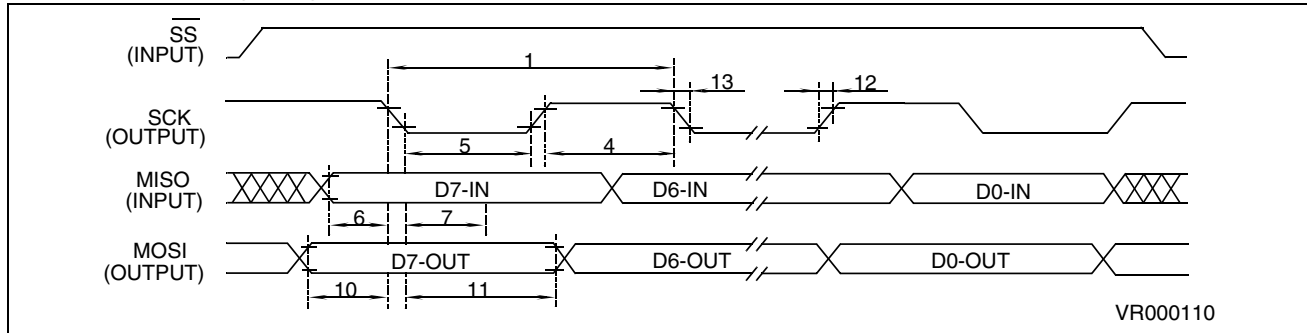 SS
(INPUT)
1
13
12
SCK
(OUTPUT)
5
4
MISO
(INPUT)
D7-IN
D6-IN
D0-IN
6
7
MOSI
(OUTPUT)
D7-OUT
D6-OUT
D0-OUT
10
11
VR000110